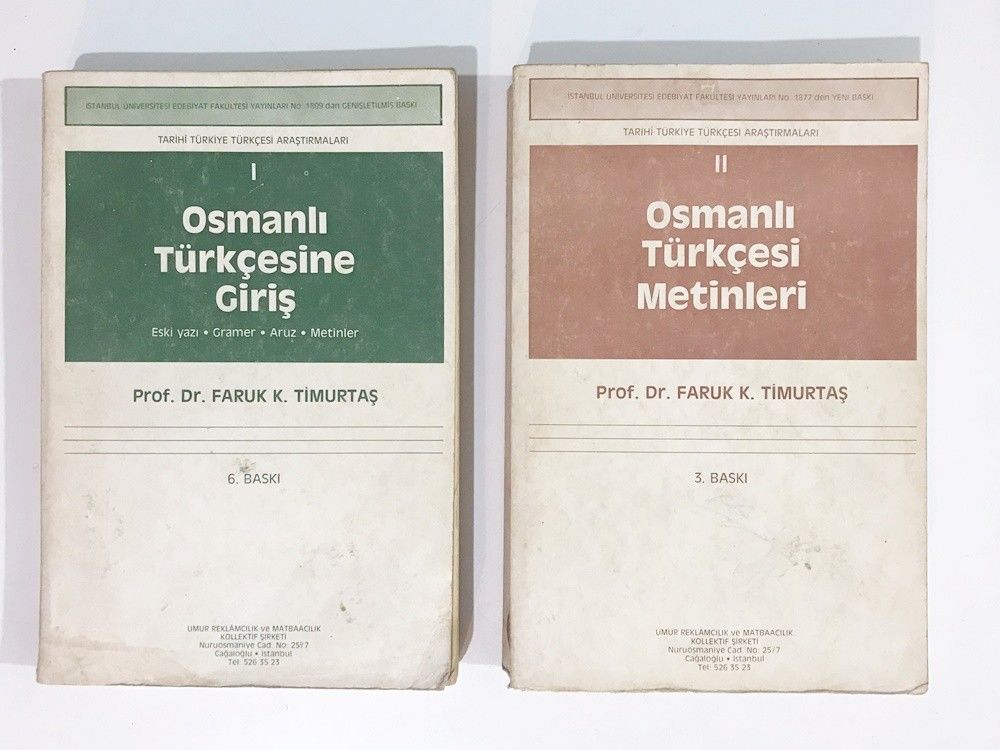 İSTANBUL ÜNİVERSİTESİ EDEBİYAT FAKÜLTESİ YAYINLARI No: 1809 dan GENİŞLETİLMİŞ BASKI
TARİHİ TÜRKİYE TÜRKÇESİ ARAŞTIRMALARI
I
Osmanlı
Türkçesine
Giriş
Eski yazı • Gramer • Aruz • Metinler
Prof. Dr. FARUK K. TİMURTAŞ
6. BASKI
UMUR REKLÂMCILIK ve MATBAACILIK
KOLLEKTİF ŞİRKETİ
Nuruosmaniye Cad. No: 25/7
Cağaloğlu • İstanbul
Tel: 526 35 23
İSTANBUL ÜNİVERSİTESİ EDEBİYAT FAKÜLTESİ YAYINLARI No: 1877 den YENİ BASKI
TARİHİ TÜRKİYE TÜRKÇESİ ARAŞTIRMALARI
II
Osmanlı
Türkçesi
Metinleri
Prof. Dr. FARUK K. TİMURTAŞ
3. BASKI
UMUR REKLÂMCILIK ve MATBAACILIK
KOLLEKTİF ŞİRKETİ
Nuruosmaniye Cad. No: 25/7
Cağaloğlu • İstanbul
Tel: 526 35 23